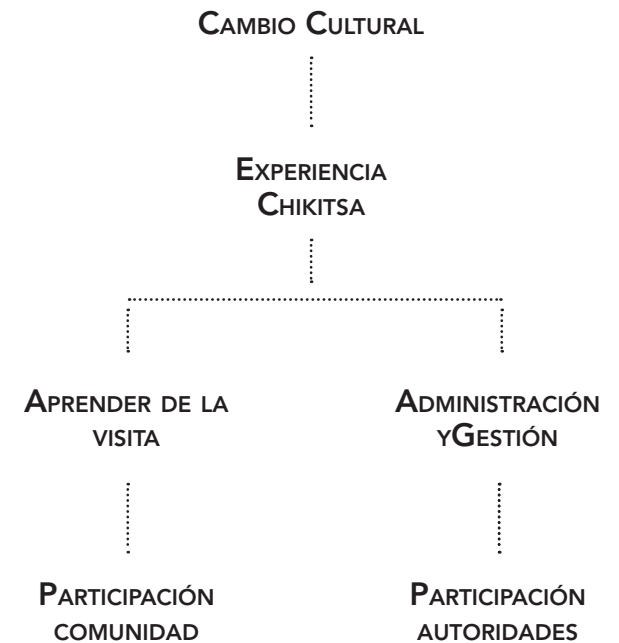 Cambio Cultural
Experiencia
Chikitsa
Aprender de la
visita
Administración
yGestión
Participación
comunidad
Participación
autoridades